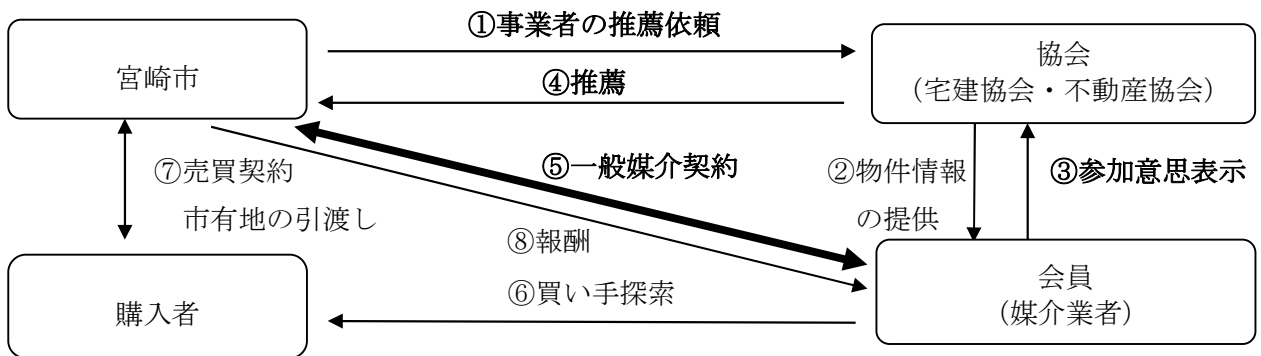 ①事業者の推薦依頼
宮崎市
協会
(宅建協会・不動産協会)
④推薦
⑤一般媒介契約
⑦売買契約
市有地の引渡し
②物件情報
の提供
③参加意思表示
⑧報酬
⑥買い手探索
購入者
会員
(媒介業者)